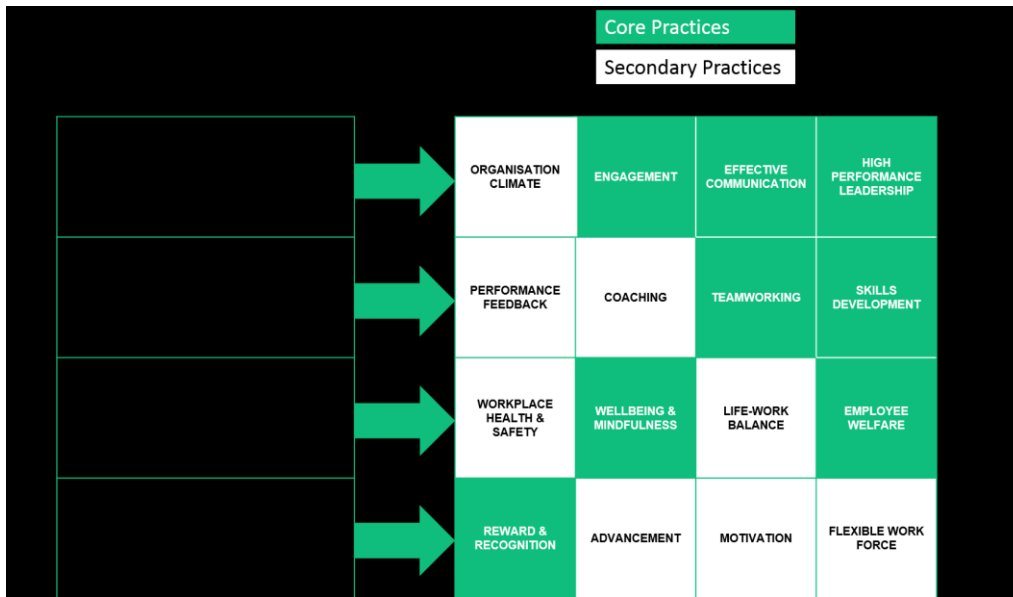 Core Practices
Secondary Practices
ORGANISATION
CLIMATE
ENGAGEMENT
EFFECTIVE
COMMUNICATION
HIGH
PERFORMANCE
LEADERSHIP
PERFORMANCE
FEEDBACK
COACHING
TEAMWORKING
SKILLS
DEVELOPMENT
WORKPLACE
HEALTH &
SAFETY
WELLBEING &
MINDFULNESS
LIFE-WORK
BALANCE
EMPLOYEE
WELFARE
REWARD &
RECOGNITION
ADVANCEMENT
MOTIVATION
FLEXIBLE WORK
FORCE